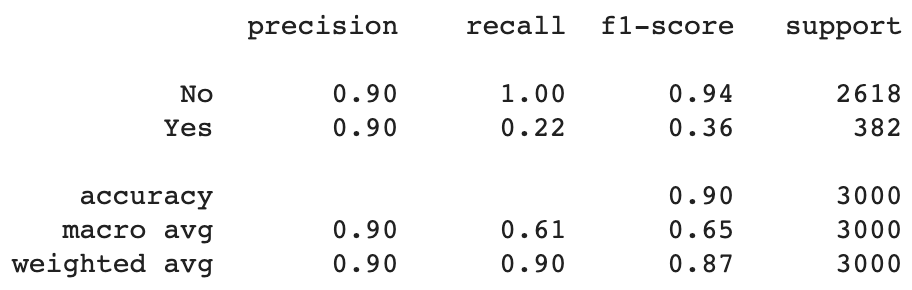 precision recall f1-score support
No 0.90 1.00 0.94 2618
Yes 0.90 0.22 0.36 382
accuracy 0.90 3000
macro avg 0.90 0.61 0.65 3000
weighted avg 0.90 0.90 0.87 3000